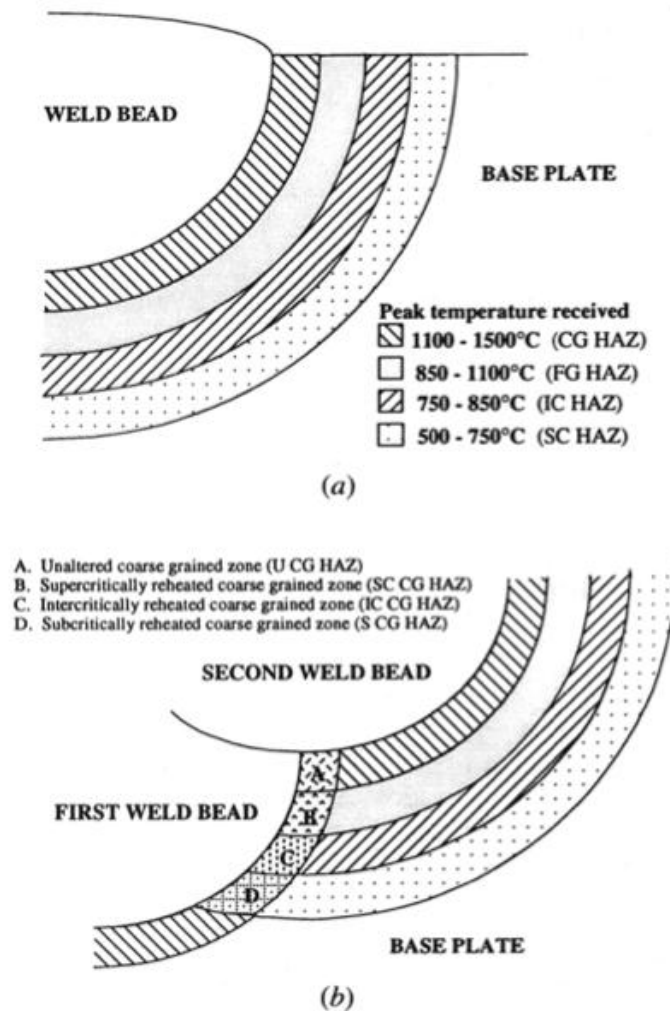 WELD BEAD
BASE PLATE
Peak temperature received
1100 - 1500°C (CG HAZ)
850 - 1100°C (FG HAZ)
750 - 850°C (IC HAZ)
500 - 750°C (SC HAZ)
(a)
A. Unaltered coarse grained zone (U CG HAZ)
B. Supercritically reheated coarse grained zone (SC CG HAZ)
C. Intercritically reheated coarse grained zone (IC CG HAZ)
D. Subcritically reheated coarse grained zone (S CG HAZ)
SECOND WELD BEAD
A
FIRST WELD BEAD
B
C
D
BASE PLATE
(b)